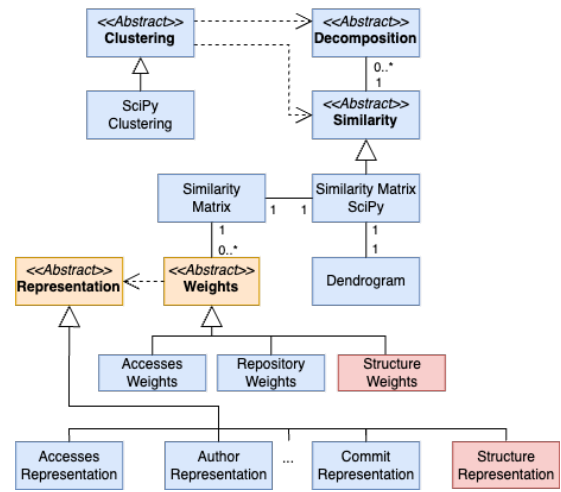 <<Abstract>>
Clustering
<<Abstract>>
Decomposition
0..*
1
SciPy
Clustering
<<Abstract>>
Similarity
Similarity
Matrix
1
1
Similarity Matrix
SciPy
1
0..*
1
1
<<Abstract>>
Representation
<<Abstract>>
Weights
Dendrogram
Accesses
Weights
Repository
Weights
Structure
Weights
Accesses
Representation
Author
Representation
...
Commit
Representation
Structure
Representation